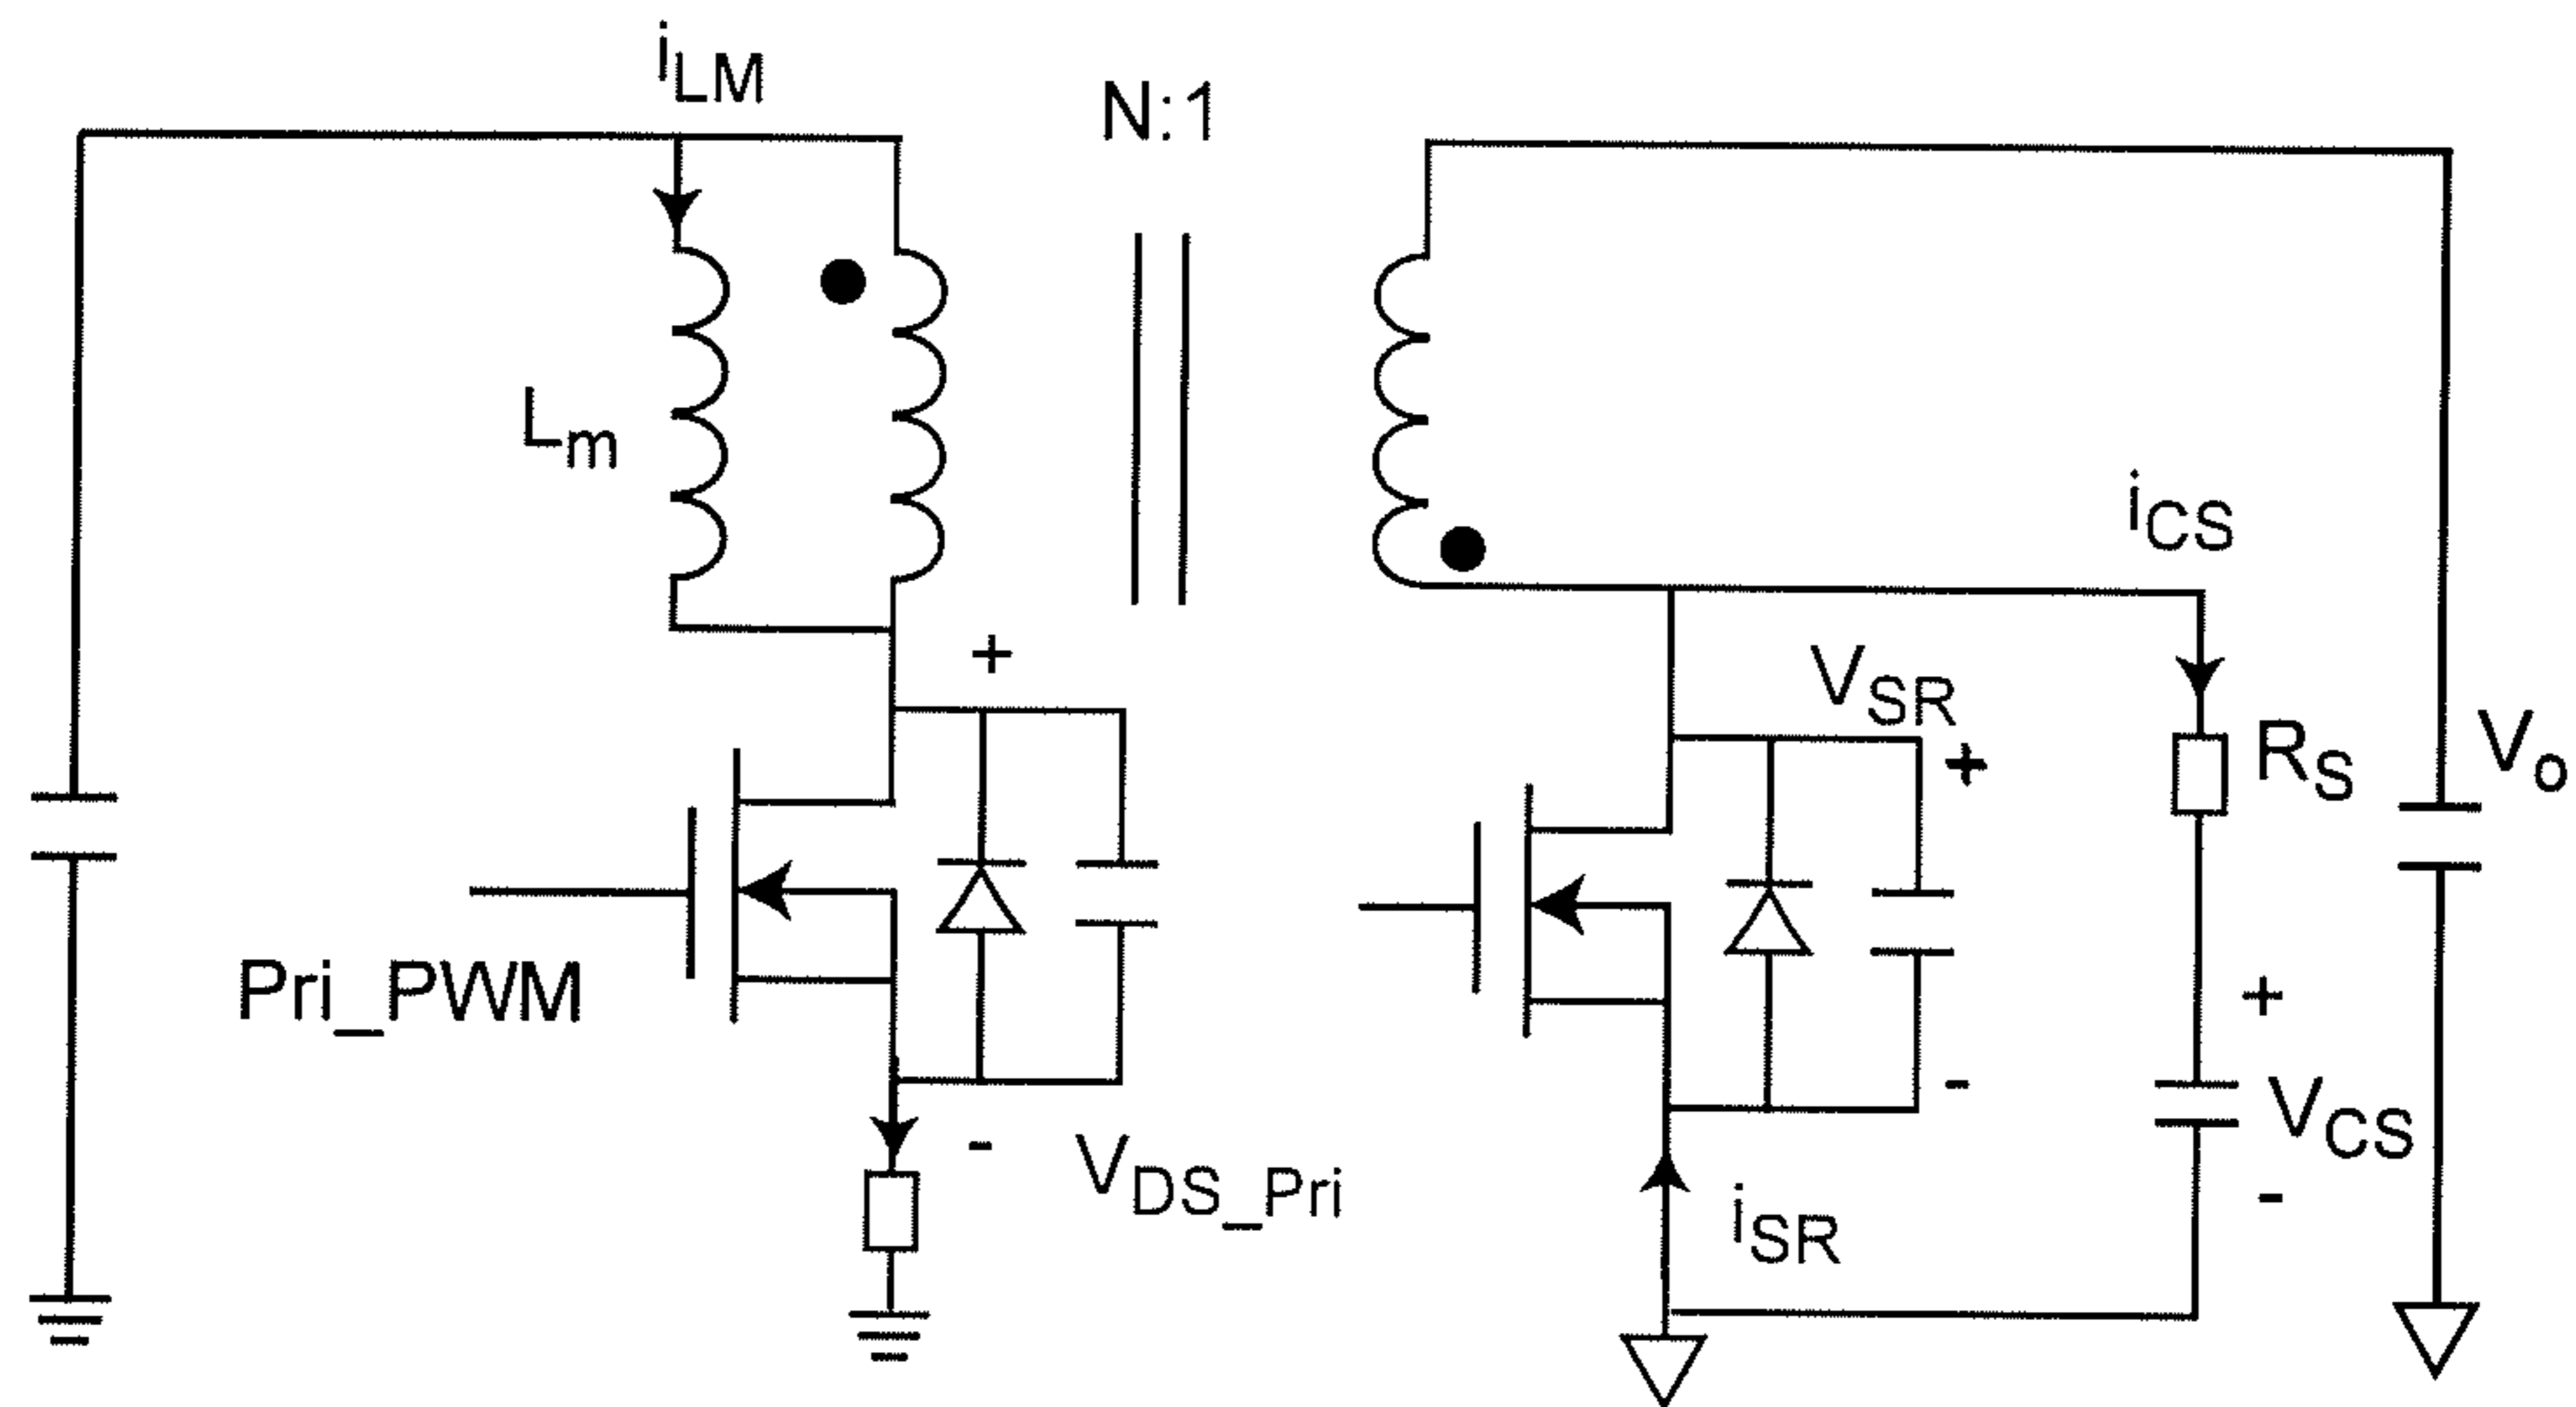 iLM
N:1
Lm
iCS
+
VSR
+
RS
Vo
Pri_PWM
+
VCS
-
-
-
VDS_Pri
iSR